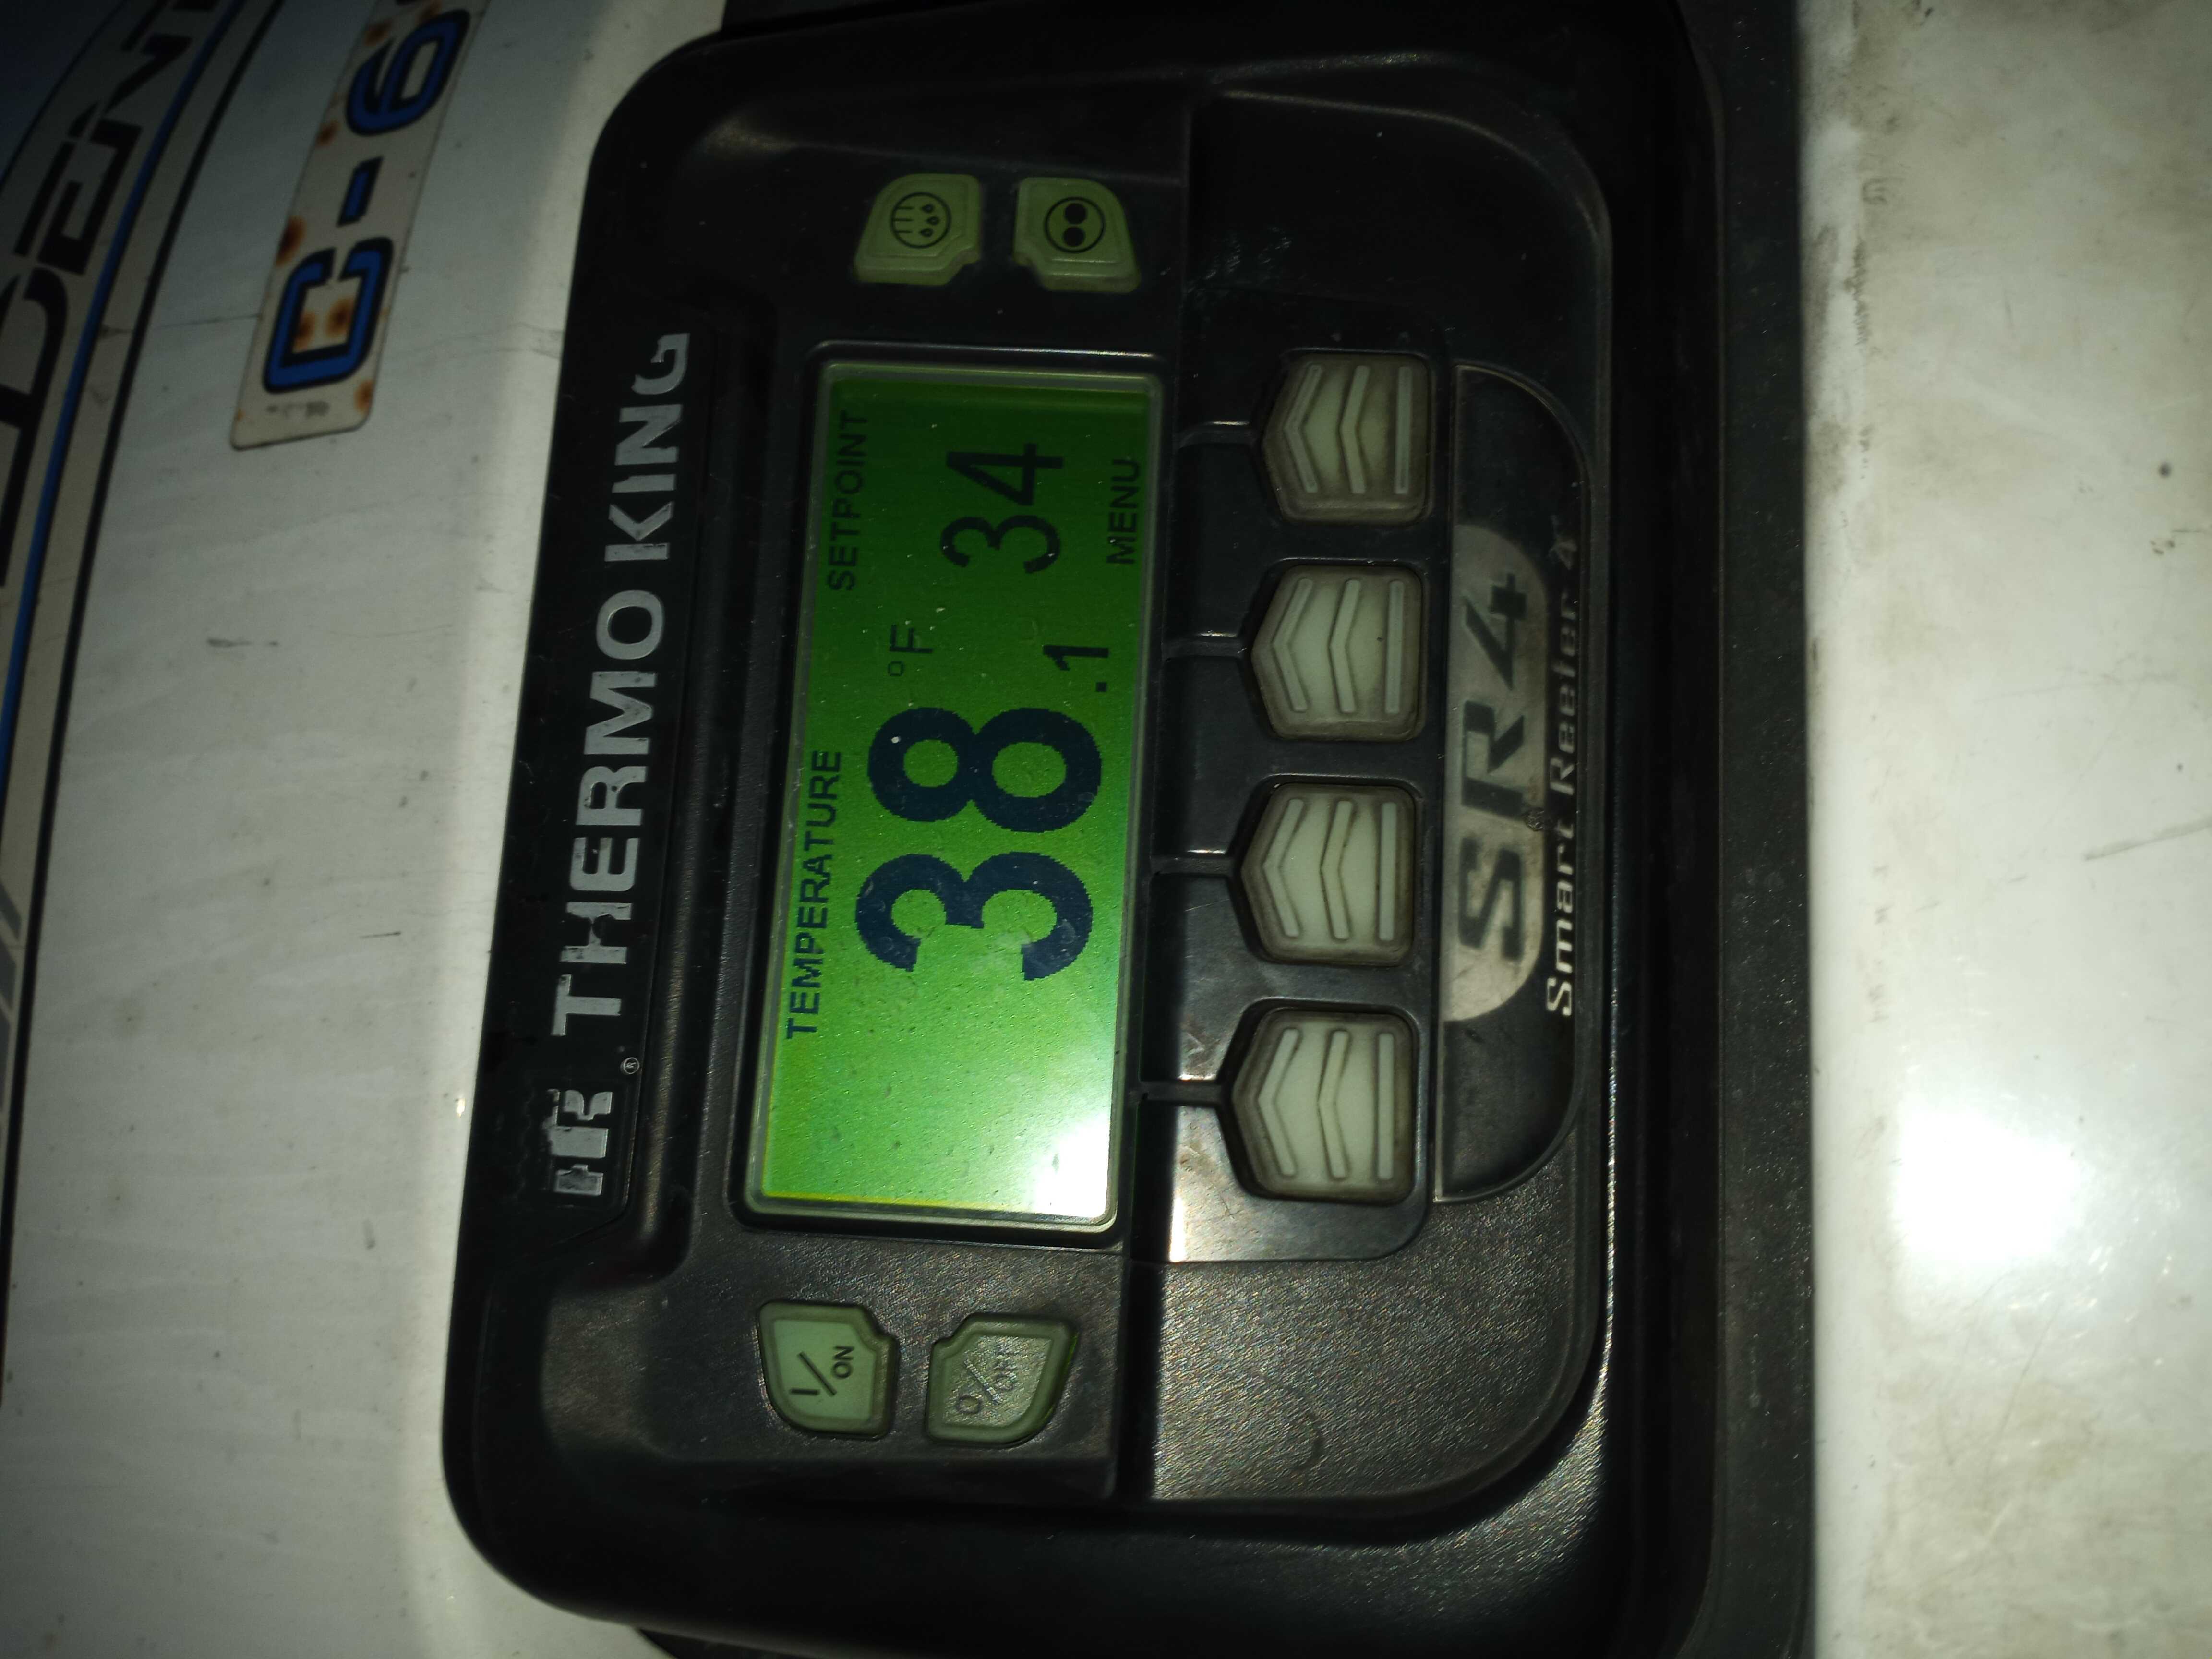 C-6
THERMO KING
I/ON
O/OFF
TEMPERATURE
SETPOINT
38.1 °F
34
MENU
SR4
Smart Reefer 4